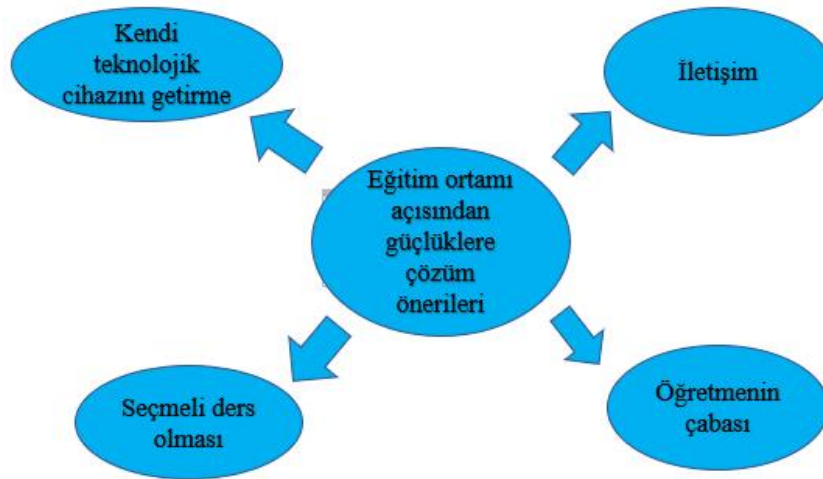 Kendi
teknolojik
cihazını getirme
İletişim
Eğitim ortamı
açısından
güçlüklere
çözüm
önerileri
Seçmeli ders
olması
Öğretmenin
çabası